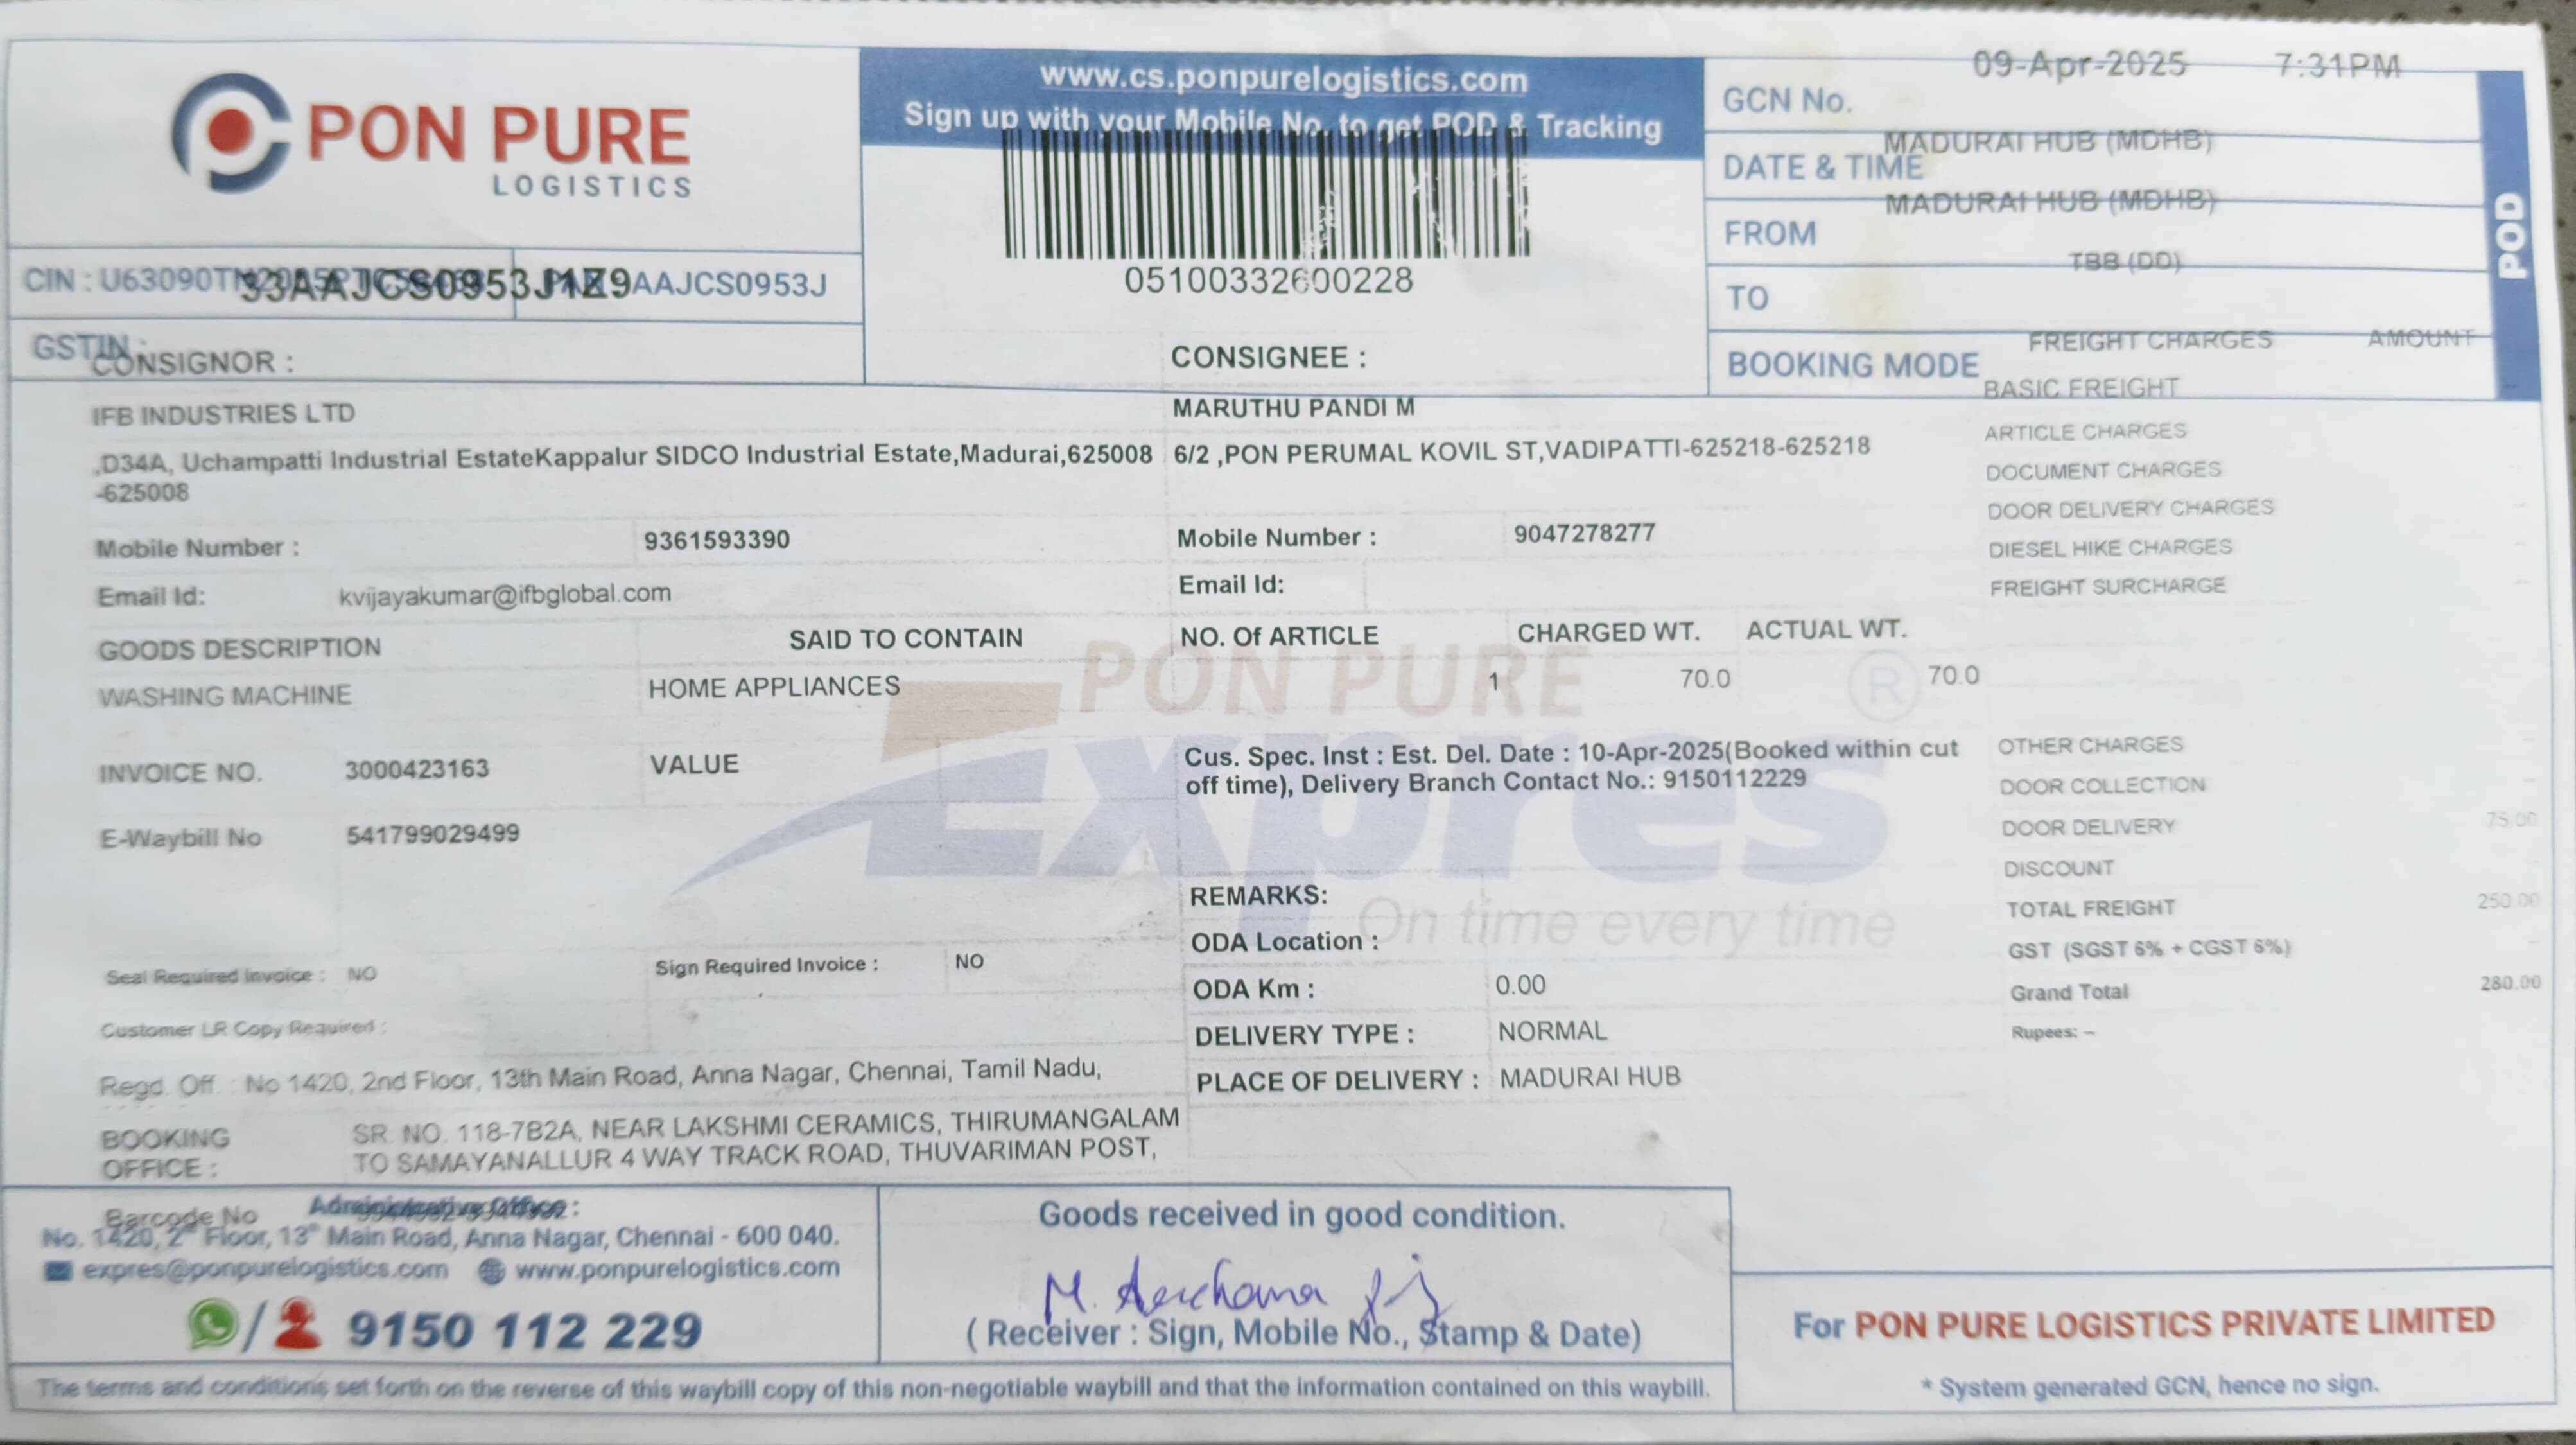 PON PURE
LOGISTICS
www.cs.ponpurelogistics.com
Sign up with your Mobile No. to get POD & Tracking
05100332600228
09-Apr-2025 7:31PM
GCN No.
MADURAI HUB (MDHB)
DATE & TIME
MADURAI HUB (MDHB)
FROM
TBB (DD)
TO
FREIGHT CHARGES AMOUNT
BOOKING MODE
POD
CIN : 33AAJCS0953J1Z9 AAJCS0953J
GSTIN :
CONSIGNOR :
IFB INDUSTRIES LTD
,D34A, Uchampatti Industrial EstateKappalur SIDCO Industrial Estate,Madurai,625008
-625008
Mobile Number : 9361593390
Email Id: kvijayakumar@ifbglobal.com
CONSIGNEE :
MARUTHU PANDI M
6/2 ,PON PERUMAL KOVIL ST,VADIPATTI-625218-625218
Mobile Number : 9047278277
Email Id:
BASIC FREIGHT
ARTICLE CHARGES
DOCUMENT CHARGES
DOOR DELIVERY CHARGES
DIESEL HIKE CHARGES
FREIGHT SURCHARGE
GOODS DESCRIPTION SAID TO CONTAIN NO. Of ARTICLE CHARGED WT. ACTUAL WT.
WASHING MACHINE HOME APPLIANCES 1 70.0 70.0
PON PURE ®
Expres
On time every time
INVOICE NO. 3000423163 VALUE
E-Waybill No 541799029499
Cus. Spec. Inst : Est. Del. Date : 10-Apr-2025(Booked within cut
off time), Delivery Branch Contact No.: 9150112229
OTHER CHARGES
DOOR COLLECTION
DOOR DELIVERY 75.00
DISCOUNT
TOTAL FREIGHT 250.00
GST (SGST 6% + CGST 6%)
Grand Total 280.00
Rupees: -
REMARKS:
ODA Location :
ODA Km : 0.00
DELIVERY TYPE : NORMAL
PLACE OF DELIVERY : MADURAI HUB
Seal Required Invoice : NO Sign Required Invoice : NO
Customer LR Copy Required :
Regd. Off. : No 1420, 2nd Floor, 13th Main Road, Anna Nagar, Chennai, Tamil Nadu,
BOOKING SR. NO. 118-7B2A, NEAR LAKSHMI CERAMICS, THIRUMANGALAM
OFFICE : TO SAMAYANALLUR 4 WAY TRACK ROAD, THUVARIMAN POST,
Barcode No
Administrative Office :
No. 1420, 2nd Floor, 13th Main Road, Anna Nagar, Chennai - 600 040.
expres@ponpurelogistics.com www.ponpurelogistics.com
/ 9150 112 229
Goods received in good condition.
M.
( Receiver : Sign, Mobile No., Stamp & Date)
For PON PURE LOGISTICS PRIVATE LIMITED
* System generated GCN, hence no sign.
The terms and conditions set forth on the reverse of this waybill copy of this non-negotiable waybill and that the information contained on this waybill.